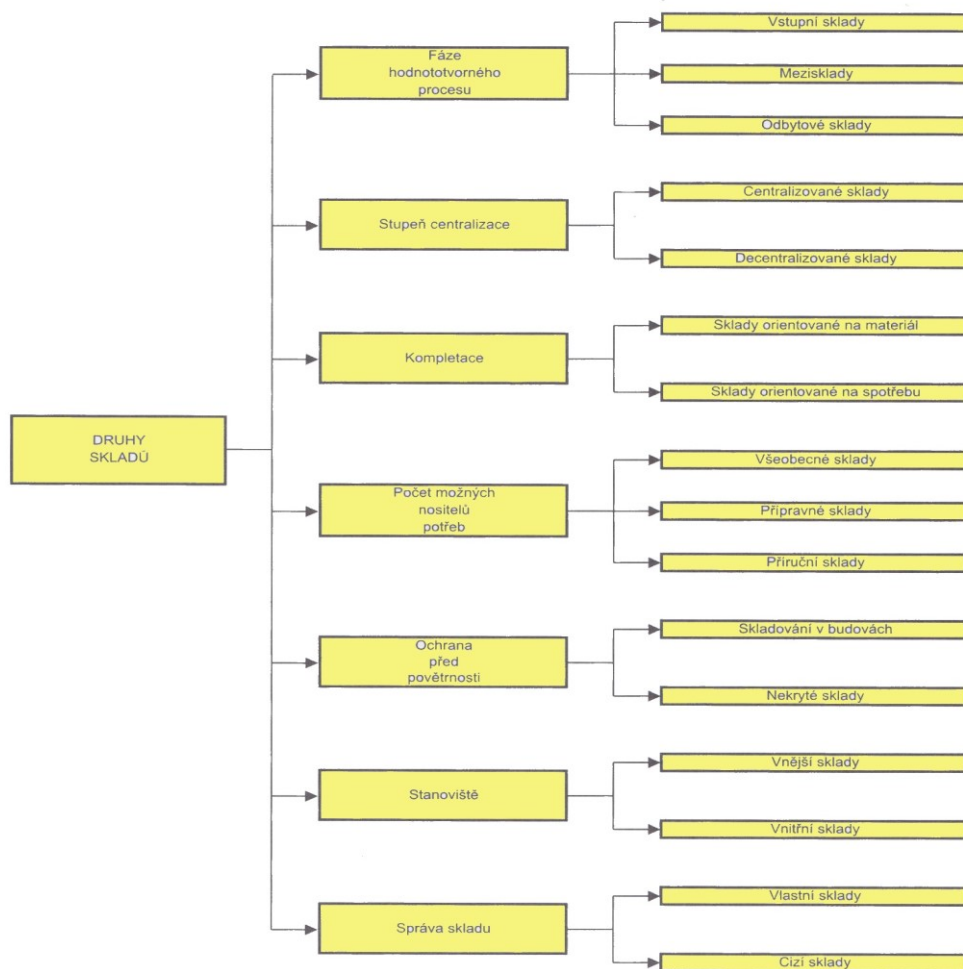 DRUHY
SKLADŮ
Fáze
hodnototvorného
procesu
Vstupní sklady
Mezisklady
Odbytové sklady
Stupeň centralizace
Centralizované sklady
Decentralizované sklady
Kompletace
Sklady orientované na materiál
Sklady orientované na spotřebu
Počet možných
nositelů
potřeb
Všeobecné sklady
Přípravné sklady
Příruční sklady
Ochrana
před
povětrností
Skladování v budovách
Nekryté sklady
Stanoviště
Vnější sklady
Vnitřní sklady
Správa skladu
Vlastní sklady
Cizí sklady